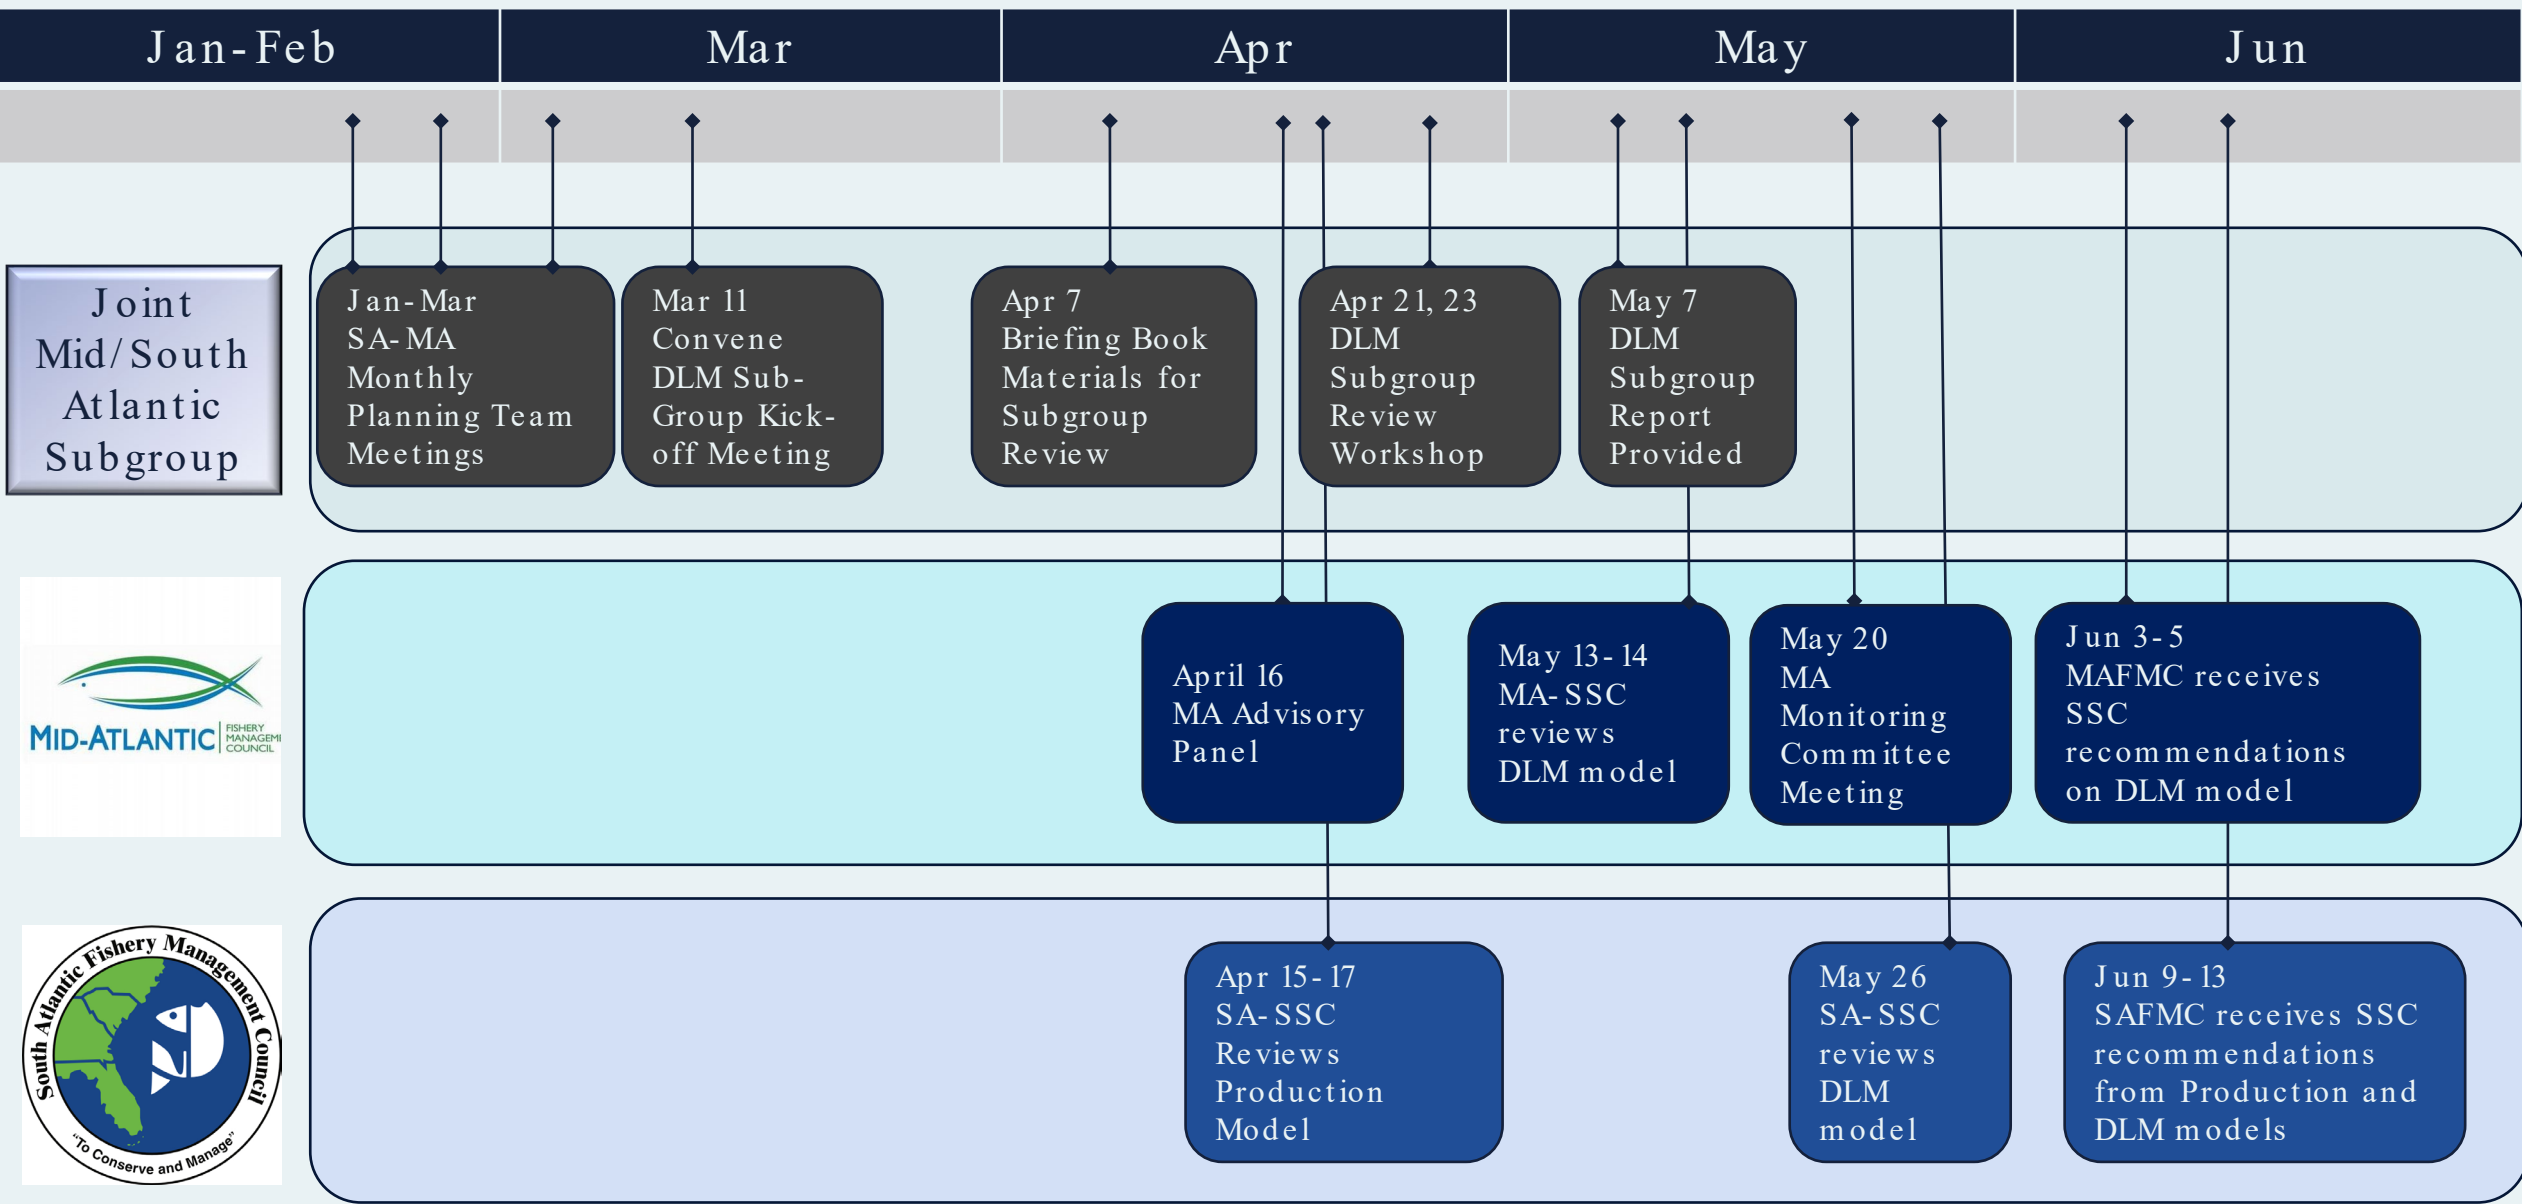 Jan-Feb
Mar
Apr
May
Jun
Joint
Mid/South
Atlantic
Subgroup
Jan-Mar
SA-MA
Monthly
Planning Team
Meetings
Mar 11
Convene
DLM Sub-
Group Kick-
off Meeting
Apr 7
Briefing Book
Materials for
Subgroup
Review
Apr 21, 23
DLM
Subgroup
Review
Workshop
May 7
DLM
Subgroup
Report
Provided
MID-ATLANTIC
FISHERY
MANAGEME
COUNCIL
April 16
MA Advisory
Panel
May 13-14
MA-SSC
reviews
DLM model
May 20
MA
Monitoring
Committee
Meeting
Jun 3-5
MAFMC receives
SSC
recommendations
on DLM model
South Atlantic Fishery Management Council
"To Conserve and Manage"
Apr 15-17
SA-SSC
Reviews
Production
Model
May 26
SA-SSC
reviews
DLM
model
Jun 9-13
SAFMC receives SSC
recommendations
from Production and
DLM models